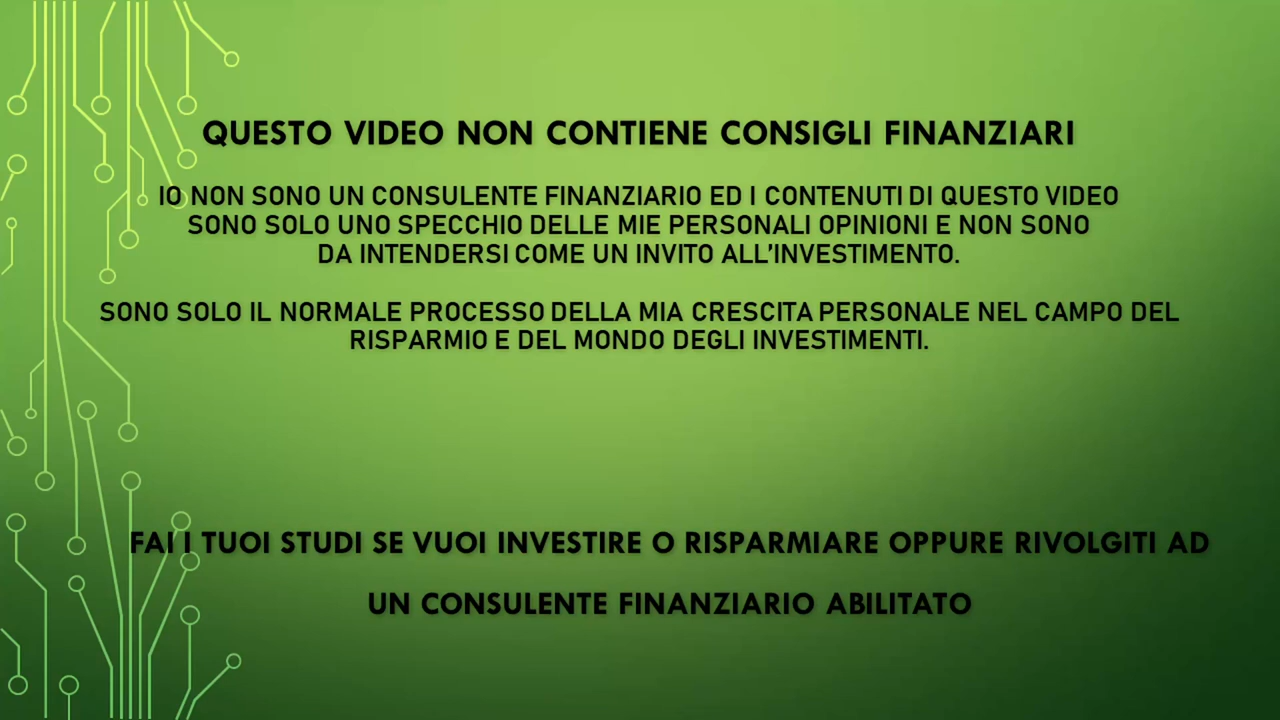 QUESTO VIDEO NON CONTIENE CONSIGLI FINANZIARI
IO NON SONO UN CONSULENTE FINANZIARIO ED I CONTENUTI DI QUESTO VIDEO
SONO SOLO UNO SPECCHIO DELLE MIE PERSONALI OPINIONI E NON SONO
DA INTENDERSI COME UN INVITO ALL'INVESTIMENTO.
SONO SOLO IL NORMALE PROCESSO DELLA MIA CRESCITA PERSONALE NEL CAMPO DEL
RISPARMIO E DEL MONDO DEGLI INVESTIMENTI.
FAI I TUOI STUDI SE VUOI INVESTIRE O RISPARMIARE OPPURE RIVOLGITI AD
UN CONSULENTE FINANZIARIO ABILITATO